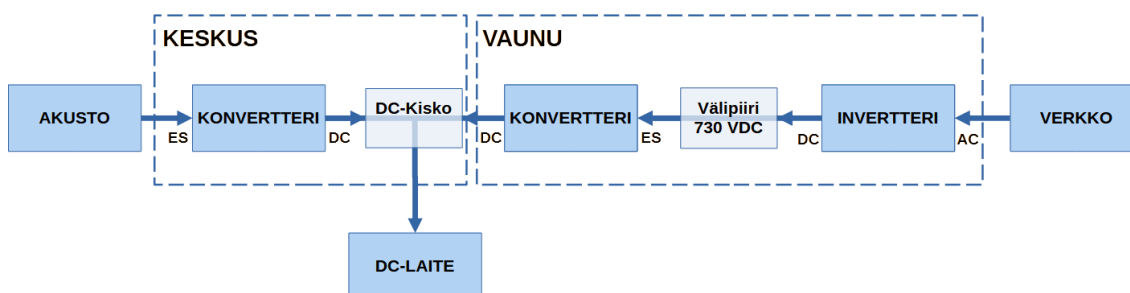 KESKUS
VAUNU
AKUSTO
ES
KONVERTTERI
DC
DC-Kisko
DC
KONVERTTERI
ES
Välipiiri
730 VDC
DC
INVERTTERI
AC
VERKKO
DC-LAITE